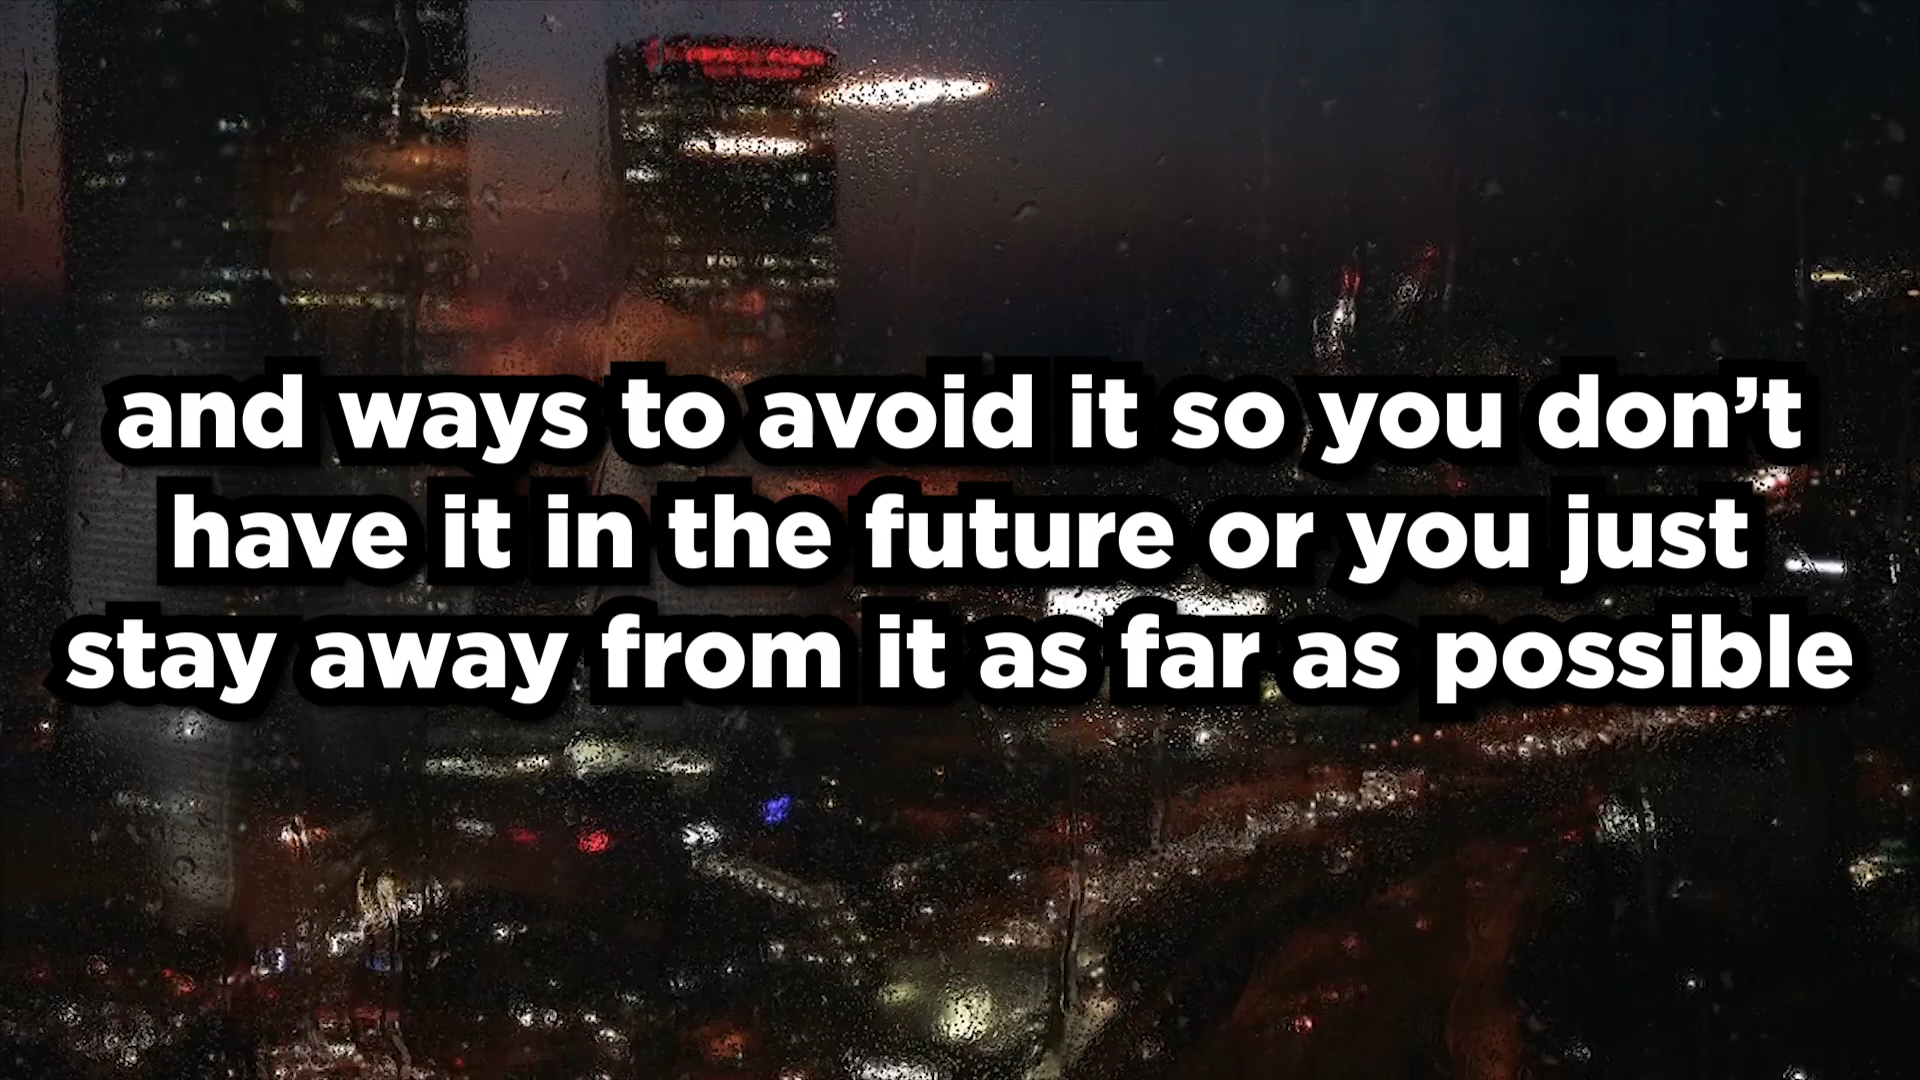 and ways to avoid it so you don’t
have it in the future or you just
stay away from it as far as possible